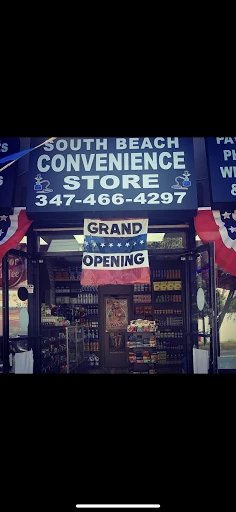 SOUTH BEACH
CONVENIENCE
STORE
347-466-4297
GRAND
OPENING